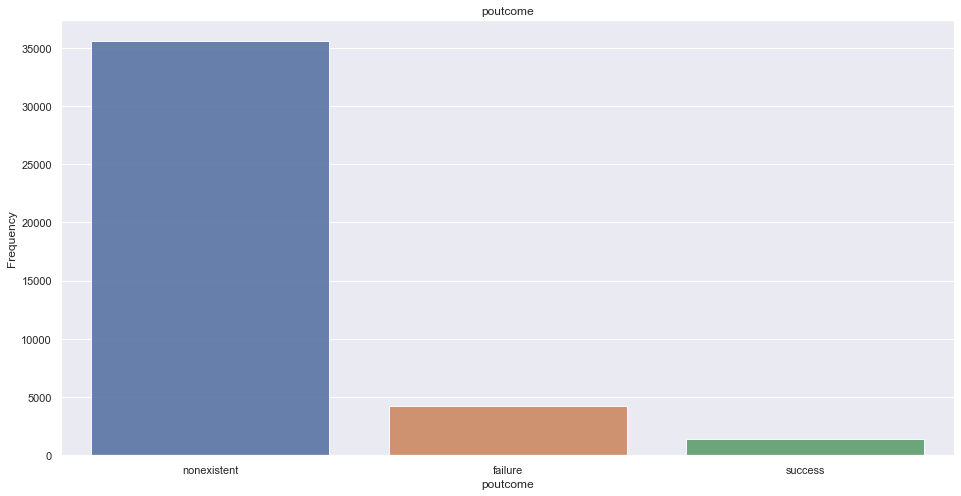 poutcome
Frequency
35000
30000
25000
20000
15000
10000
5000
0
nonexistent
failure
success
poutcome